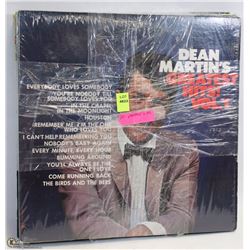 DEAN
MARTIN'S
GREATEST
HITS! VOL. 1
LOT
EVERYBODY LOVES SOMEBODY
YOU'RE NOBODY TILL
SOMEBODY LOVES YOU
IN THE CHAPEL
IN THE MOONLIGHT
HOUSTON
(REMEMBER ME) I'M THE ONE
WHO LOVES YOU
I CAN'T HELP REMEMBERING YOU
NOBODY'S BABY AGAIN
EVERY MINUTE, EVERY HOUR
BUMMING AROUND
YOU'LL ALWAYS BE THE
ONE I LOVE
COME RUNNING BACK
THE BIRDS AND THE BEES